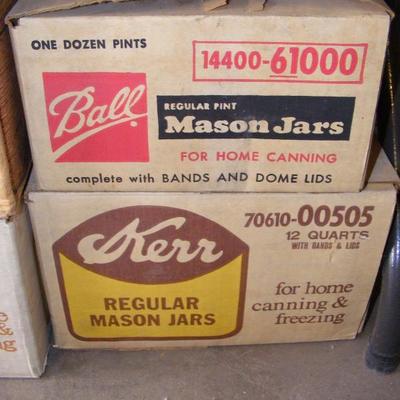 ONE DOZEN PINTS
14400-61000
Ball
REGULAR PINT
Mason Jars
FOR HOME CANNING
complete with BANDS AND DOME LIDS
Kerr
REGULAR
MASON JARS
70610-00505
12 QUARTS
WITH BANDS & LIDS
for home
canning &
freezing
&